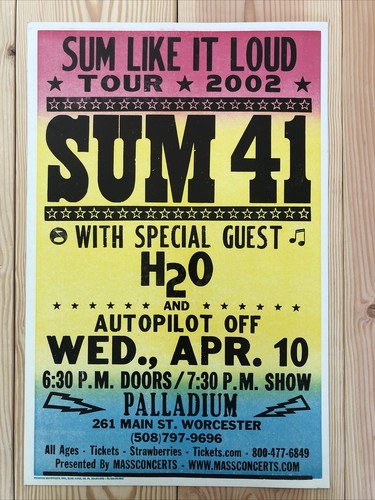 SUM LIKE IT LOUD
TOUR 2002
SUM 41
WITH SPECIAL GUEST
H2O
AND
AUTOPILOT OFF
WED., APR. 10
6:30 P.M. DOORS/7:30 P.M. SHOW
PALLADIUM
261 MAIN ST. WORCESTER
(508)797-9696
All Ages - Tickets - Strawberries - Tickets.com - 800-477-6849
Presented By MASSCONCERTS - WWW.MASSCONCERTS.COM